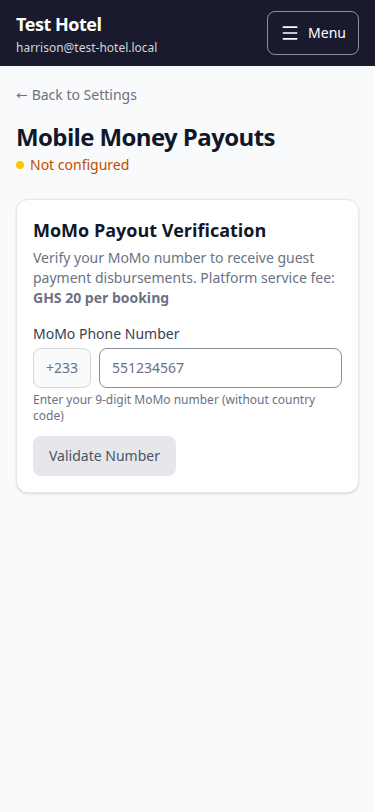 Test Hotel
harrison@test-hotel.local
Menu
← Back to Settings
Mobile Money Payouts
Not configured
MoMo Payout Verification
Verify your MoMo number to receive guest
payment disbursements. Platform service fee:
GHS 20 per booking
MoMo Phone Number
+233
551234567
Enter your 9-digit MoMo number (without country
code)
Validate Number